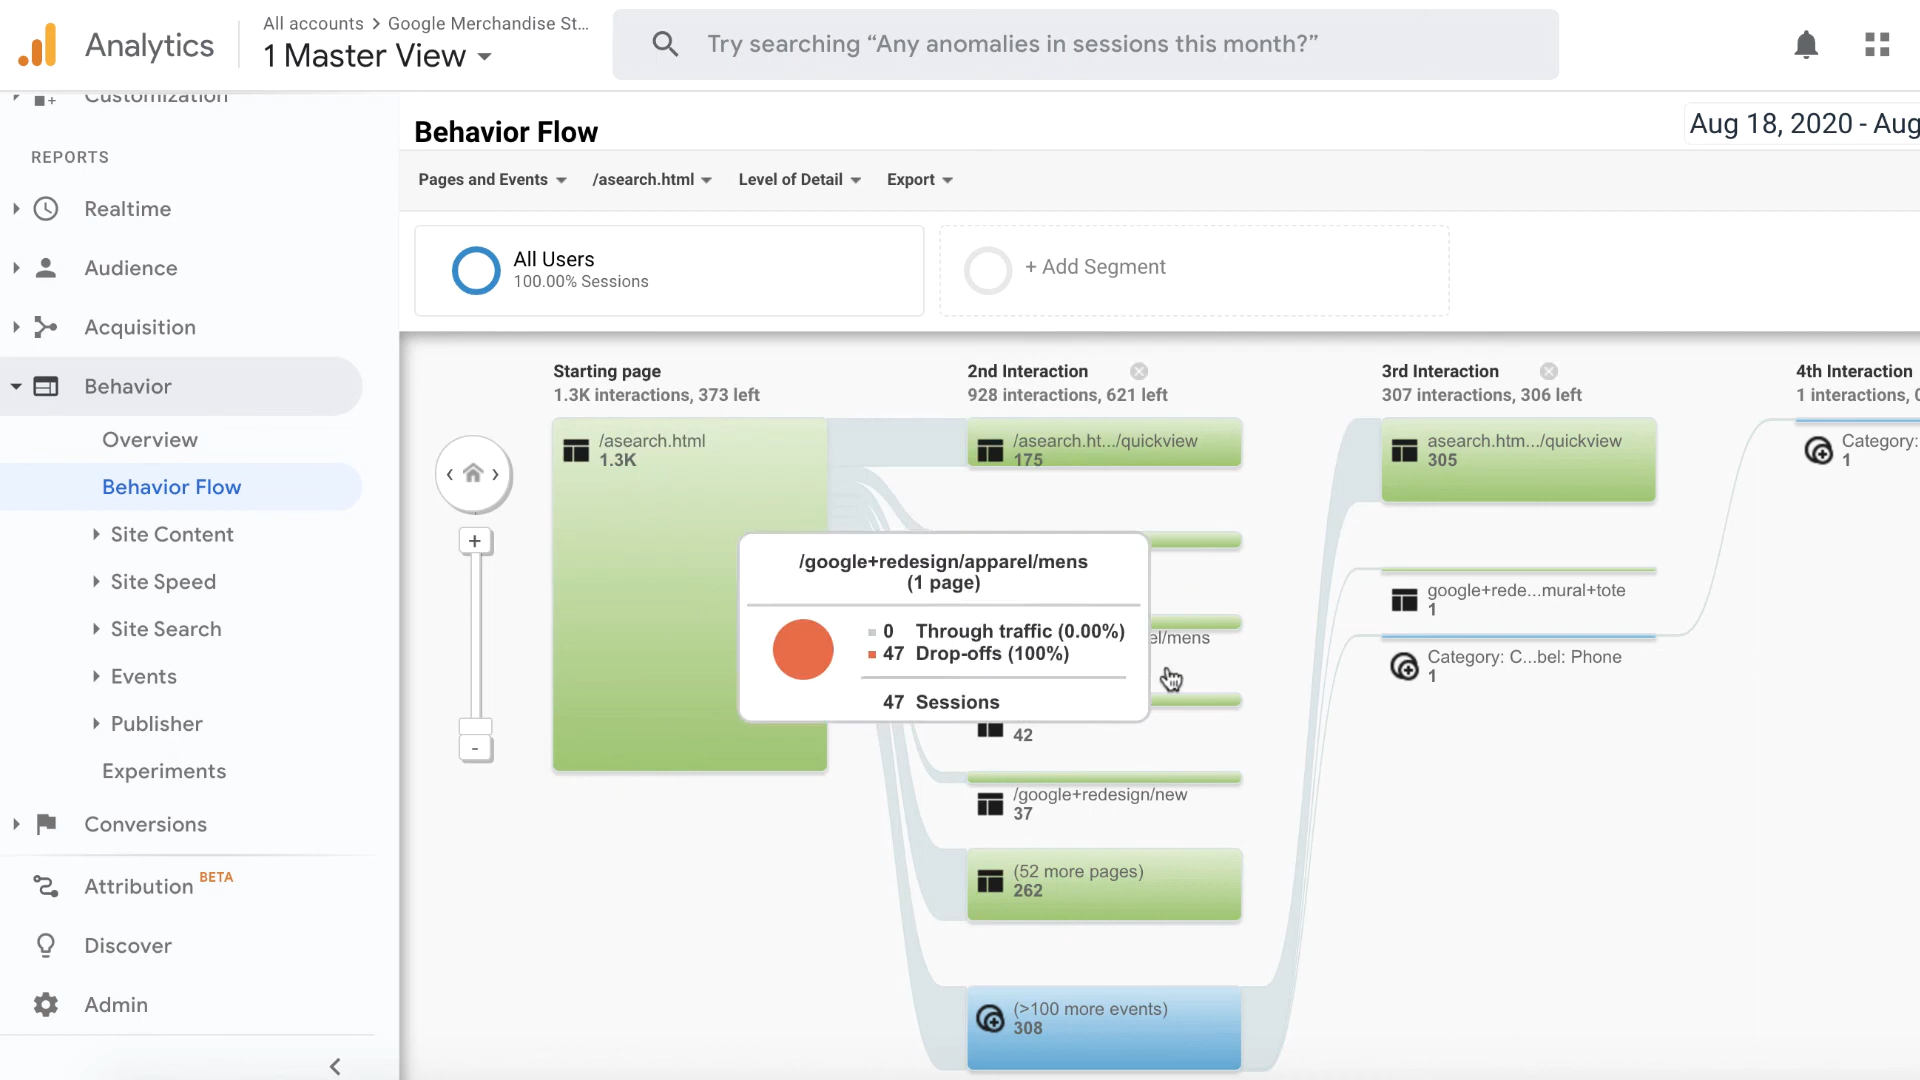 Analytics
All accounts > Google Merchandise St...
1 Master View
Try searching “Any anomalies in sessions this month?”
Customization
REPORTS
Realtime
Audience
Acquisition
Behavior
Overview
Behavior Flow
Site Content
Site Speed
Site Search
Events
Publisher
Experiments
Conversions
Attribution BETA
Discover
Admin
Behavior Flow
Aug 18, 2020 - Aug
Pages and Events
/asearch.html
Level of Detail
Export
All Users
100.00% Sessions
+ Add Segment
Starting page
1.3K interactions, 373 left
/asearch.html
1.3K
+
-
2nd Interaction
928 interactions, 621 left
/asearch.ht.../quickview
175
/google+redesign/apparel/mens
(1 page)
0 Through traffic (0.00%)
47 Drop-offs (100%)
47 Sessions
el/mens
42
/google+redesign/new
37
(52 more pages)
262
(>100 more events)
308
3rd Interaction
307 interactions, 306 left
asearch.htm.../quickview
305
google+rede...mural+tote
1
Category: C...bel: Phone
1
4th Interaction
1 interactions, 0
Category:
1